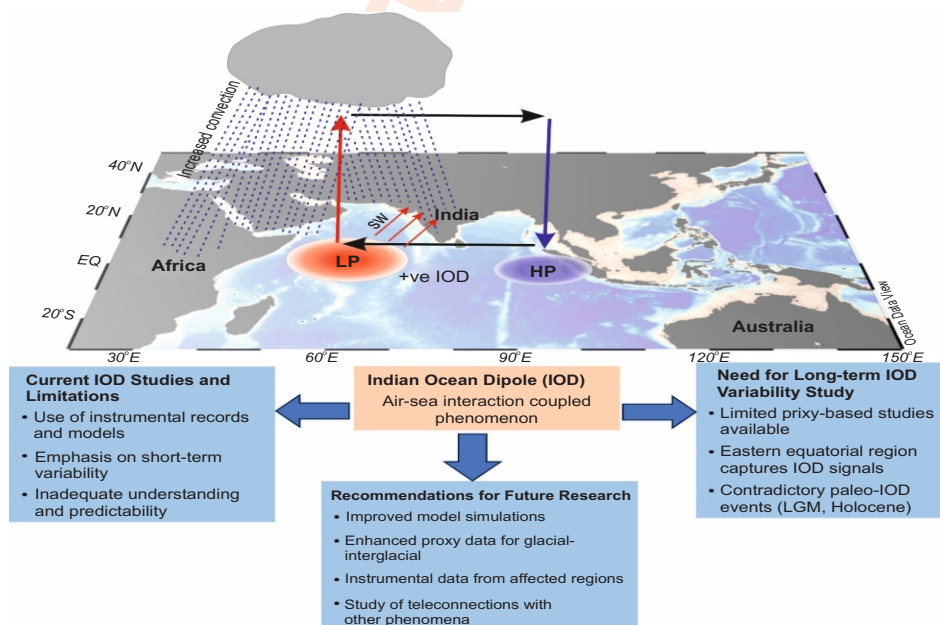 Increased convection
40°N
20°N
EQ
20°S
Africa
SW
India
LP
+ve IOD
HP
Australia
Ocean Data View
30°E
60°E
90°E
120°E
150°E
Current IOD Studies and
Limitations
• Use of instrumental records
and models
• Emphasis on short-term
variability
• Inadequate understanding
and predictability
Indian Ocean Dipole (IOD)
Air-sea interaction coupled
phenomenon
Need for Long-term IOD
Variability Study
• Limited prixy-based studies
available
• Eastern equatorial region
captures IOD signals
• Contradictory paleo-IOD
events (LGM, Holocene)
Recommendations for Future Research
• Improved model simulations
• Enhanced proxy data for glacial-
interglacial
• Instrumental data from affected regions
• Study of teleconnections with
other phenomena